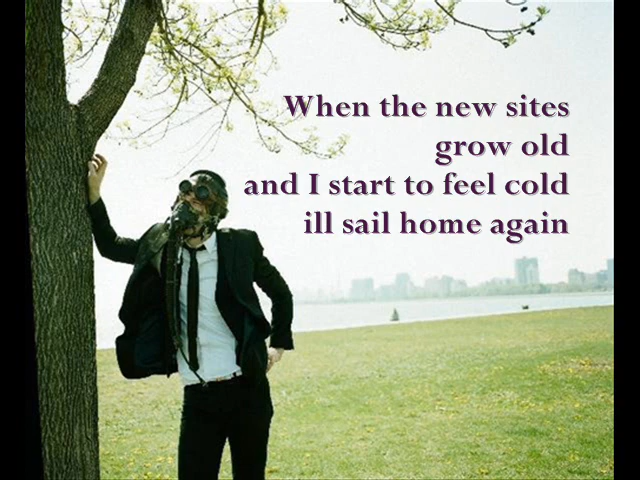 When the new sites
grow old
and I start to feel cold
ill sail home again